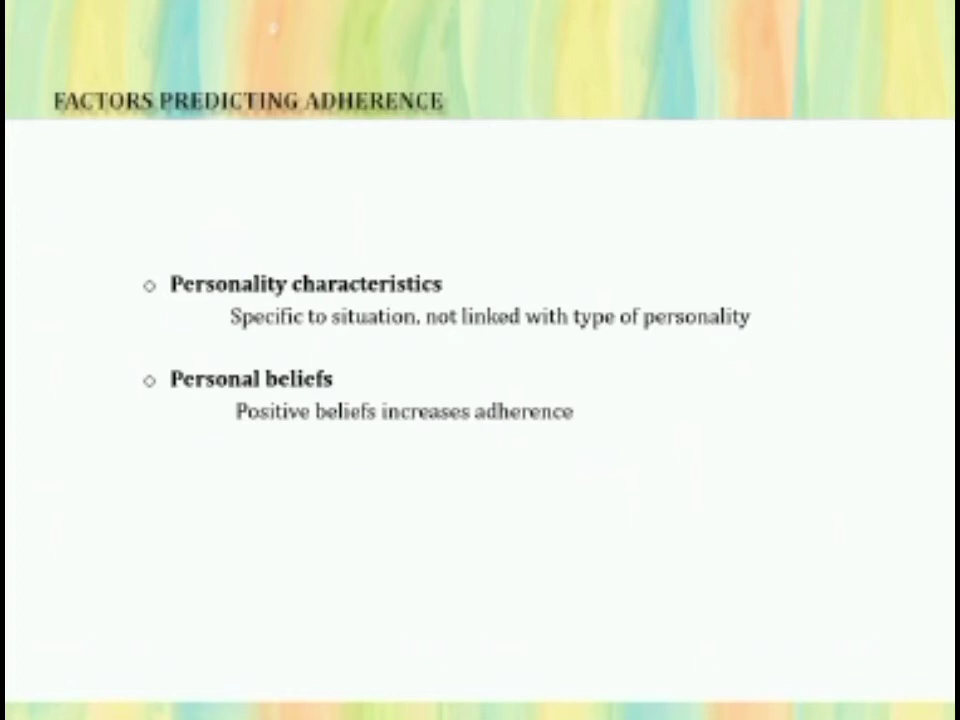 FACTORS PREDICTING ADHERENCE
Personality characteristics
Specific to situation, not linked with type of personality
Personal beliefs
Positive beliefs increases adherence